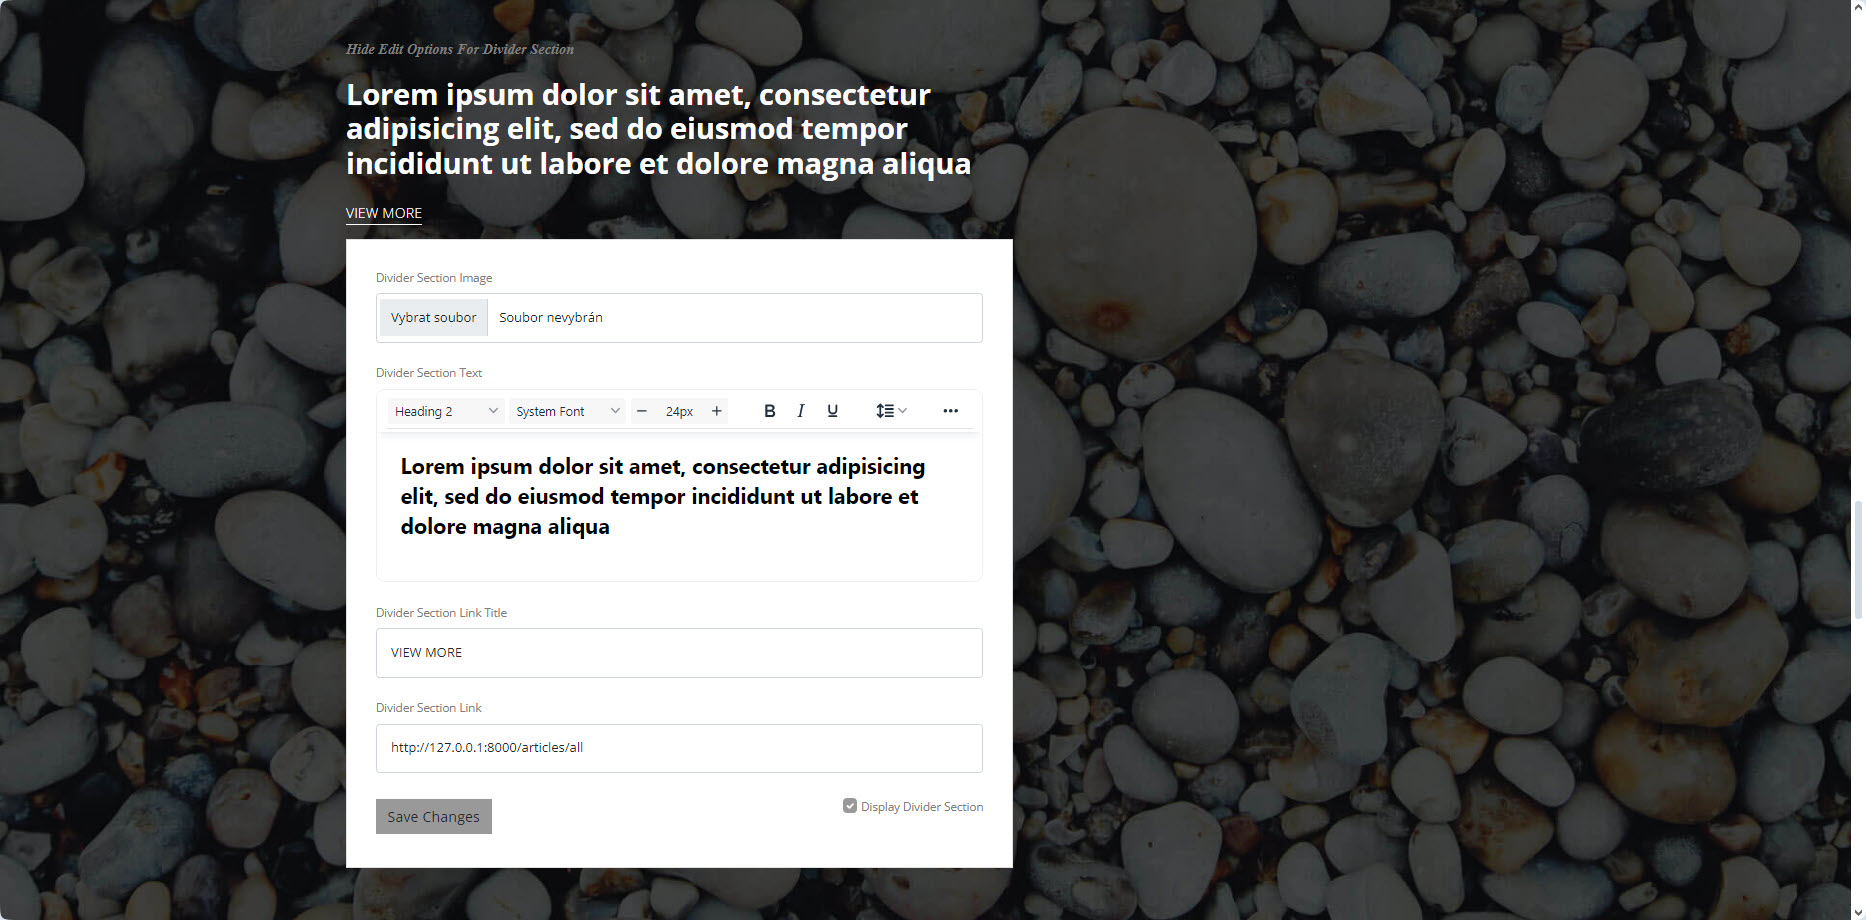 Hide Edit Options For Divider Section
Lorem ipsum dolor sit amet, consectetur
adipisicing elit, sed do eiusmod tempor
incididunt ut labore et dolore magna aliqua
VIEW MORE
Divider Section Image
Vybrat soubor Soubor nevybrán
Divider Section Text
Heading 2 System Font − 24px + B I U
Lorem ipsum dolor sit amet, consectetur adipisicing
elit, sed do eiusmod tempor incididunt ut labore et
dolore magna aliqua
Divider Section Link Title
VIEW MORE
Divider Section Link
http://127.0.0.1:8000/articles/all
Save Changes Display Divider Section